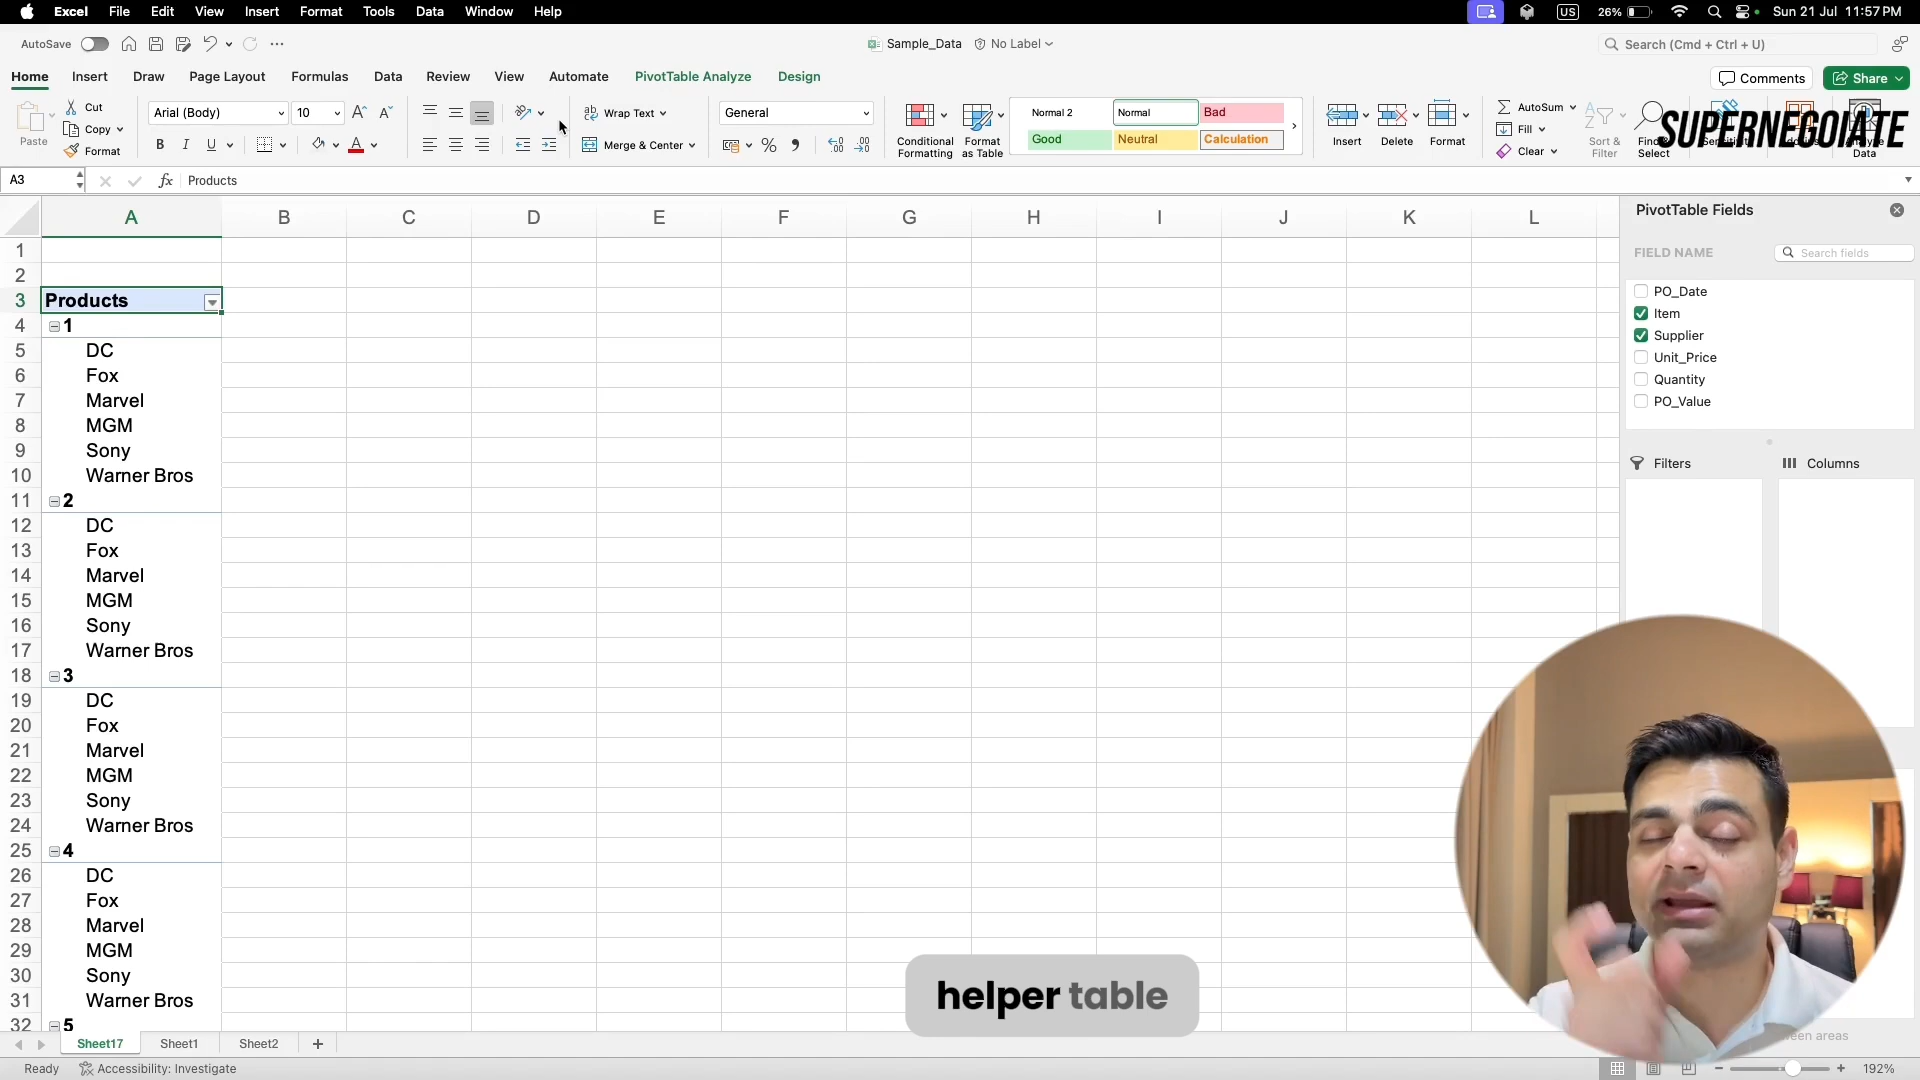 Excel File Edit View Insert Format Tools Data Window Help
US 26% Sun 21 Jul 11:57 PM
AutoSave
Sample_Data No Label
Search (Cmd + Ctrl + U)
Home Insert Draw Page Layout Formulas Data Review View Automate PivotTable Analyze Design
Comments Share
Paste Cut Copy Format
Arial (Body) 10
B I U A
Wrap Text
Merge & Center
General
Conditional Formatting
Format as Table
Normal 2 Normal Bad
Good Neutral Calculation
Insert Delete Format
AutoSum
Fill
Clear
Sort & Filter
Find & Select
Data
SUPERNEGOIATE
A3 fx Products
A B C D E F G H I J K L
1
2
3 Products
4 1
5 DC
6 Fox
7 Marvel
8 MGM
9 Sony
10 Warner Bros
11 2
12 DC
13 Fox
14 Marvel
15 MGM
16 Sony
17 Warner Bros
18 3
19 DC
20 Fox
21 Marvel
22 MGM
23 Sony
24 Warner Bros
25 4
26 DC
27 Fox
28 Marvel
29 MGM
30 Sony
31 Warner Bros
32 5
PivotTable Fields
FIELD NAME Search fields
PO_Date
Item
Supplier
Unit_Price
Quantity
PO_Value
Filters Columns
areas
helper table
Sheet17 Sheet1 Sheet2
Ready Accessibility: Investigate
192%